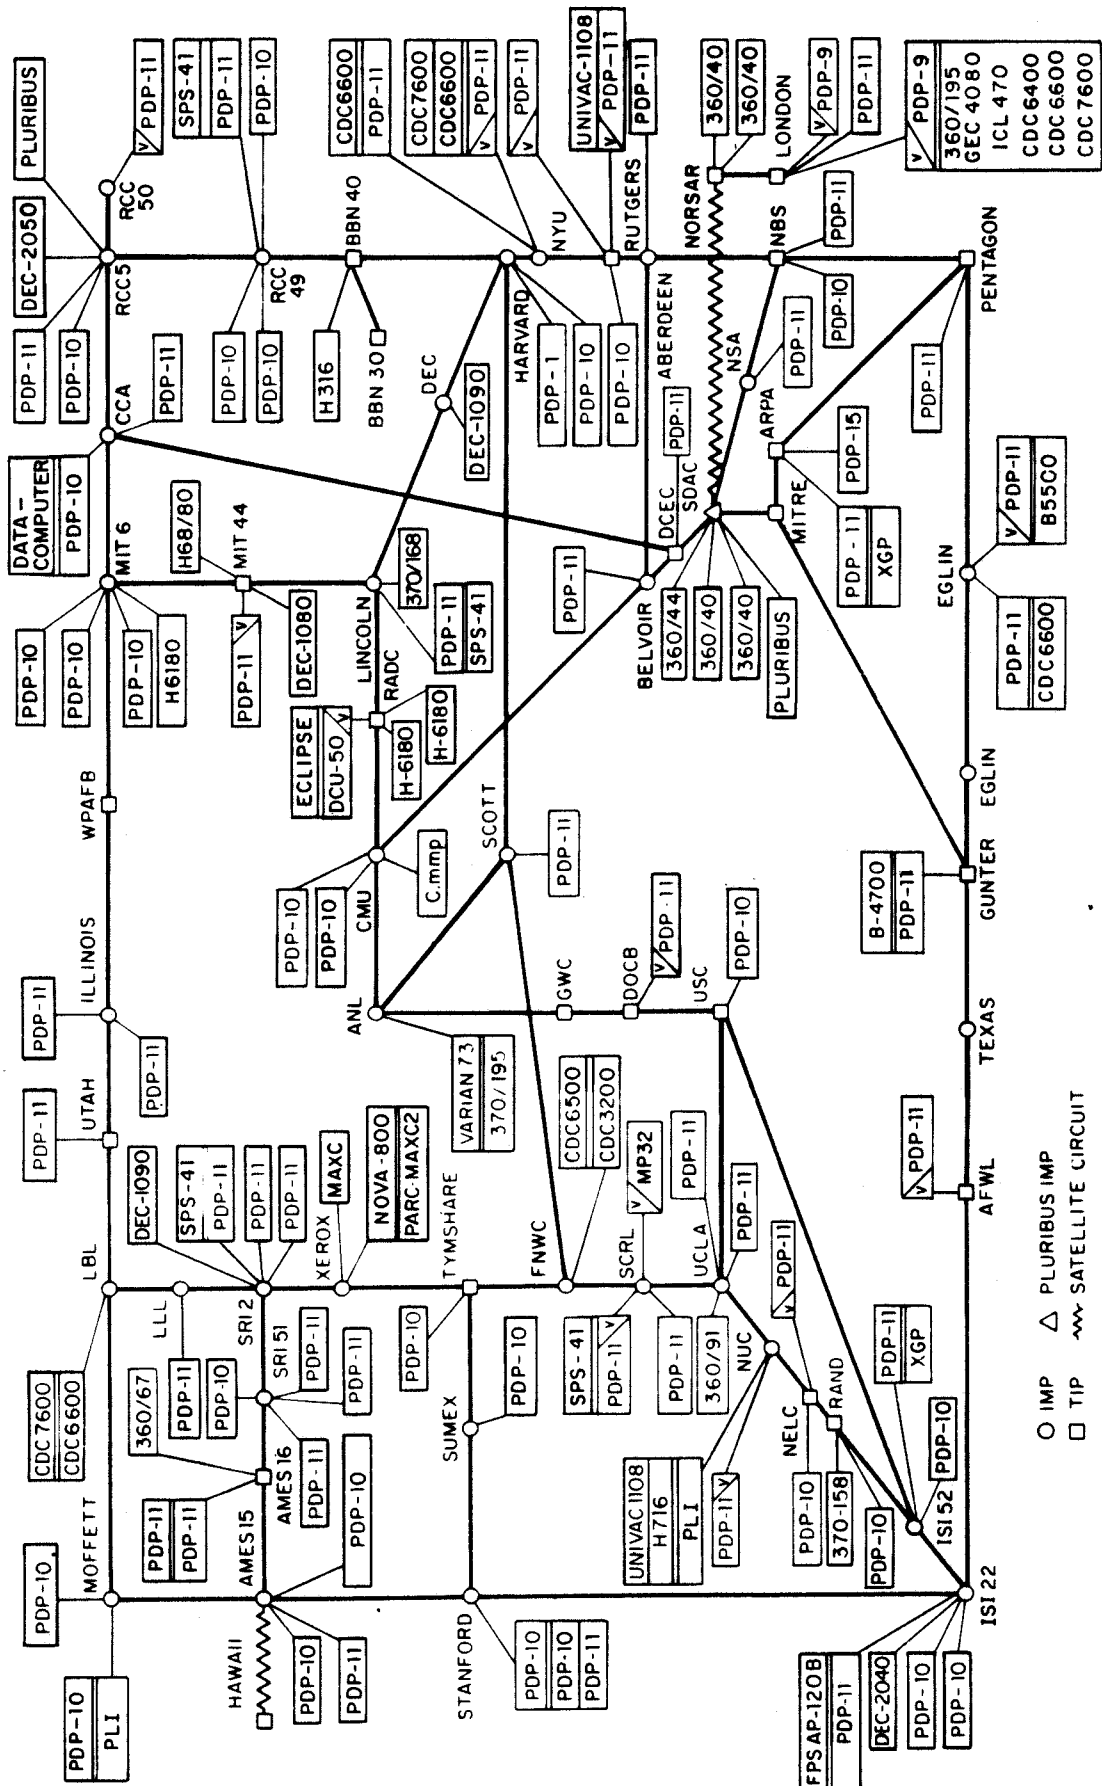 PDP-10
PLI
PDP-10
MOFFETT
CDC7600
CDC6600
LBL
PDP-11
UTAH
PDP-11
PDP-11
ILLINOIS
WPAFB
PDP-10
PDP-10
PDP-10
H6180
MIT 6
DATA-
COMPUTER
PDP-10
CCA
PDP-11
PDP-11
PDP-10
DEC-2050
PLURIBUS
RCC5
RCC
50
V PDP-11
HAWAII
AMES15
PDP-10
PDP-11
PDP-10
PDP-11
PDP-11
360/67
AMES16
PDP-11
PDP-10
SRI 51
PDP-11
PDP-11
LLL
PDP-11
DEC-1090
SPS-41
PDP-11
PDP-11
PDP-11
SRI 2
XEROX
MAXC
NOVA-800
PARC-MAXC2
H68/80
MIT 44
V
PDP-11
DEC-1080
SPS-41
PDP-11
PDP-10
PDP-10
PDP-10
RCC
49
H316
BBN 40
BBN 30
STANFORD
PDP-10
PDP-10
PDP-11
SUMEX
PDP-10
TYMSHARE
PDP-10
VARIAN 73
370/195
ANL
PDP-10
PDP-10
CMU
C.mmp
ECLIPSE
DCU-50
V
H-6180
H-6180
RADC
LINCOLN
370/168
PDP-11
SPS-41
DEC
DEC-1090
HARVARD
PDP-1
PDP-10
PDP-10
CDC6600
PDP-11
CDC7600
CDC6600
V PDP-11
NYU
V PDP-11
SCOTT
PDP-11
FNWC
CDC6500
CDC3200
GWC
DOCB
V PDP-11
USC
PDP-10
SCRL
V MP32
SPS-41
PDP-11 V
PDP-11
360/91
UCLA
PDP-11
PDP-11
UNIVAC1108
H716
PLI
PDP-11 V
NUC
V PDP-11
NELC
PDP-10
RAND
370-158
PDP-10
ISI 52
PDP-11
XGP
PDP-10
FPS AP-120B
PDP-11
DEC-2040
PDP-10
PDP-10
ISI 22
BELVOIR
PDP-11
DCEC
PDP-11
SDAC
360/44
360/40
360/40
PLURIBUS
ABERDEEN
RUTGERS
UNIVAC-1108
V PDP-11
PDP-11
NORSAR
360/40
360/40
LONDON
V PDP-9
PDP-11
V PDP-9
360/195
GEC 4080
ICL470
CDC6400
CDC6600
CDC7600
NSA
PDP-11
NBS
PDP-11
PDP-10
ARPA
PDP-15
PDP-11
XGP
MITRE
PENTAGON
PDP-11
AFWL
V PDP-11
TEXAS
GUNTER
B-4700
PDP-11
EGLIN
EGLIN
PDP-11
CDC6600
V PDP-11
B5500
IMP
TIP
PLURIBUS IMP
SATELLITE CIRCUIT